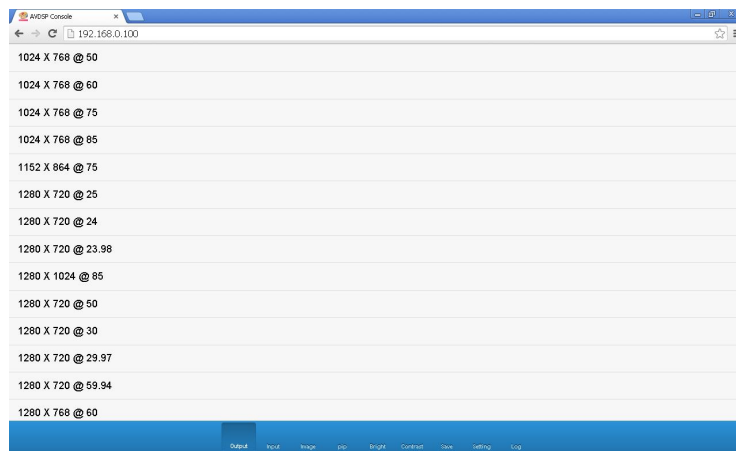 AVDSP Console
192.168.0.100
1024 X 768 @ 50
1024 X 768 @ 60
1024 X 768 @ 75
1024 X 768 @ 85
1152 X 864 @ 75
1280 X 720 @ 25
1280 X 720 @ 24
1280 X 720 @ 23.98
1280 X 1024 @ 85
1280 X 720 @ 50
1280 X 720 @ 30
1280 X 720 @ 29.97
1280 X 720 @ 59.94
1280 X 768 @ 60
Output Input Image pip Bright Contrast Save Setting Log